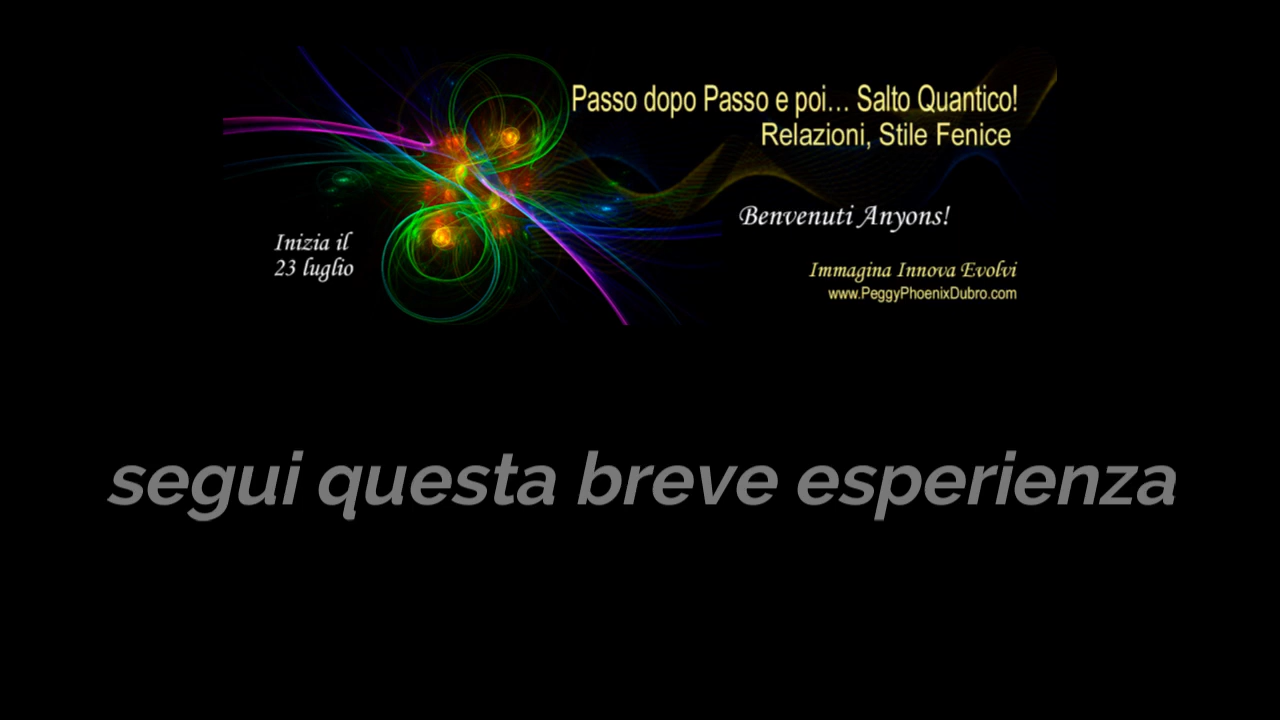 Passo dopo Passo e poi... Salto Quantico!
Relazioni, Stile Fenice
Benvenuti Anyons!
Inizia il
23 luglio
Immagina Innova Evolvi
www.PeggyPhoenixDubro.com
segui questa breve esperienza